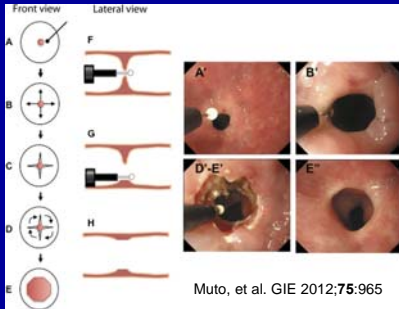 Front view
Lateral view
A
B
C
D
E
F
G
H
A'
B'
D'-E'
E''
Muto, et al. GIE 2012;75:965